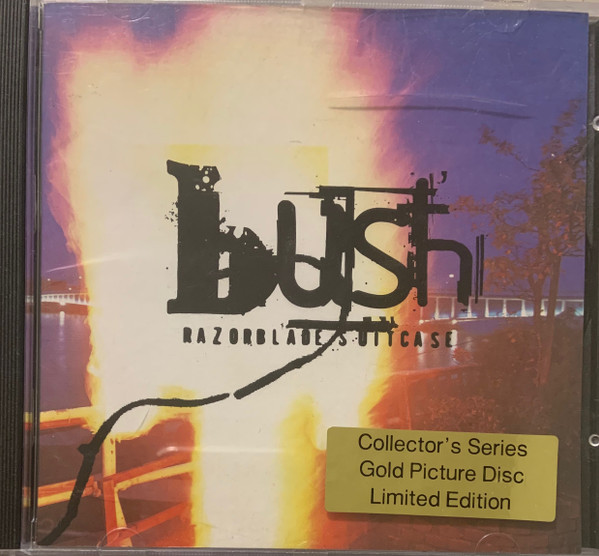 bush
RAZORBLADE SUITCASE
Collector's Series
Gold Picture Disc
Limited Edition